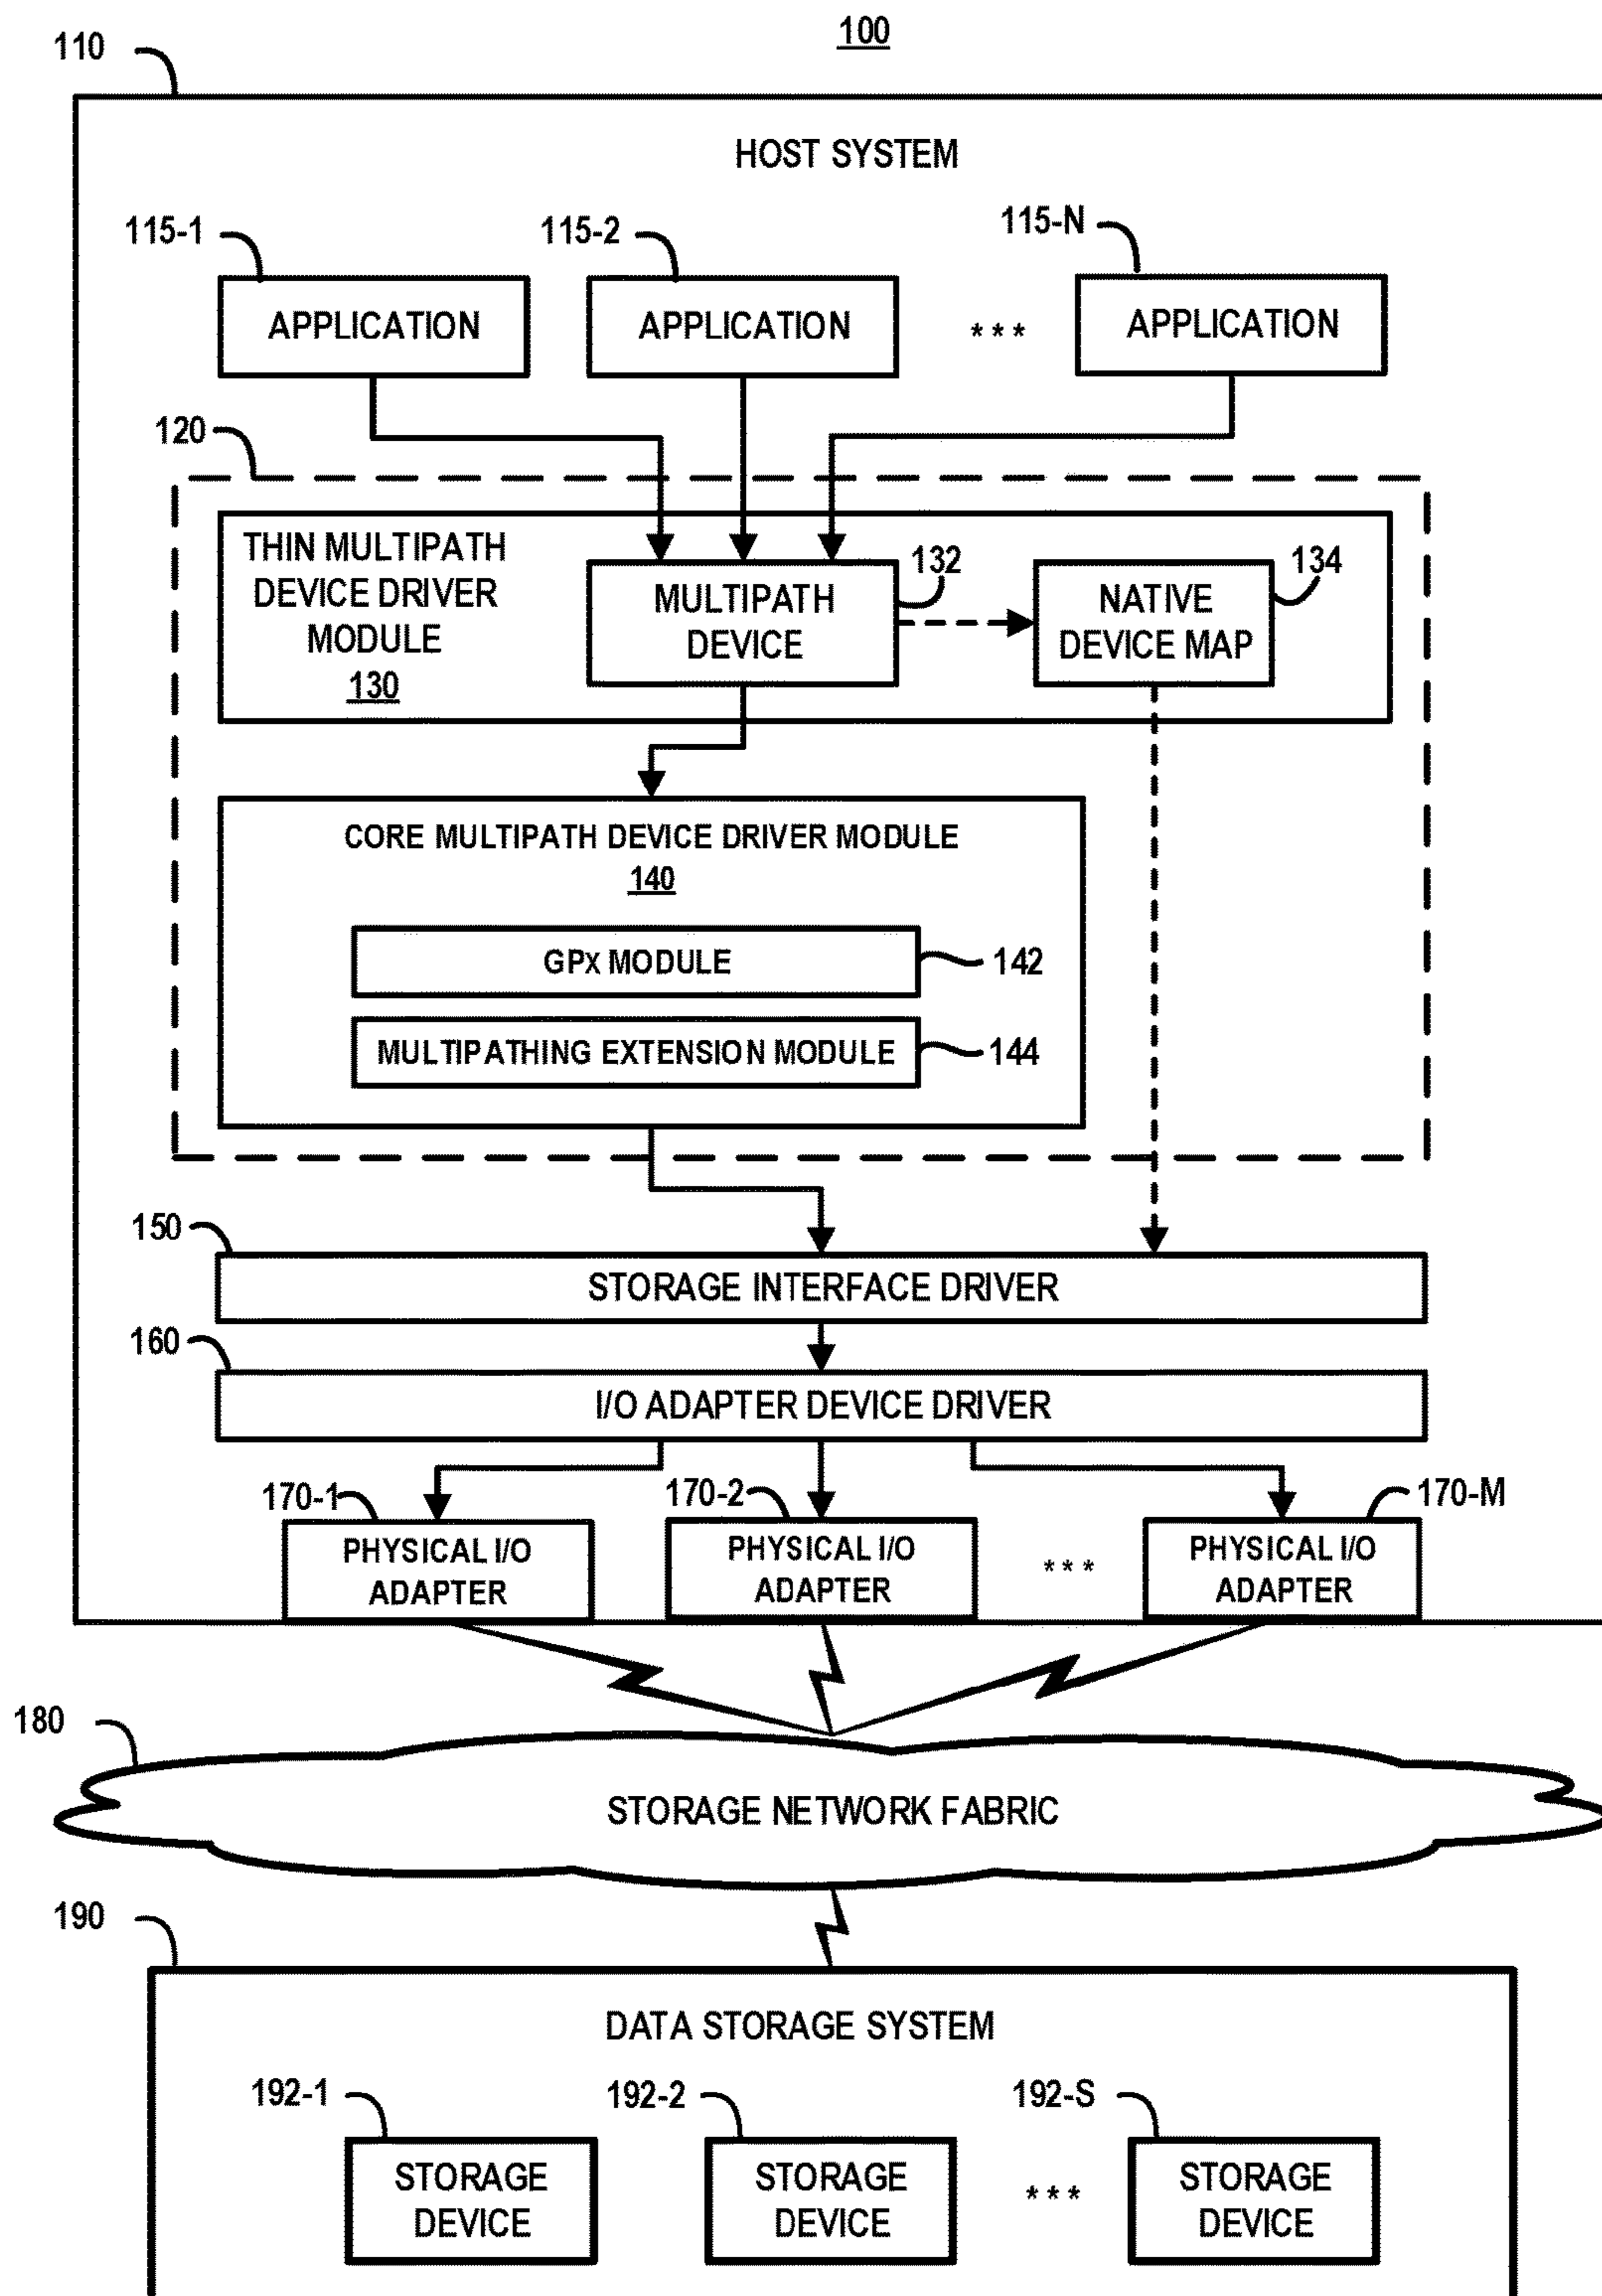 100
110
HOST SYSTEM
115-1
115-2
115-N
APPLICATION
APPLICATION
***
APPLICATION
120
THIN MULTIPATH
DEVICE DRIVER
MODULE
130
MULTIPATH
DEVICE
132
NATIVE
DEVICE MAP
134
CORE MULTIPATH DEVICE DRIVER MODULE
140
GPX MODULE
142
MULTIPATHING EXTENSION MODULE
144
150
STORAGE INTERFACE DRIVER
160
I/O ADAPTER DEVICE DRIVER
170-1
170-2
170-M
PHYSICAL I/O
ADAPTER
PHYSICAL I/O
ADAPTER
***
PHYSICAL I/O
ADAPTER
180
STORAGE NETWORK FABRIC
190
DATA STORAGE SYSTEM
192-1
192-2
192-S
STORAGE
DEVICE
STORAGE
DEVICE
***
STORAGE
DEVICE